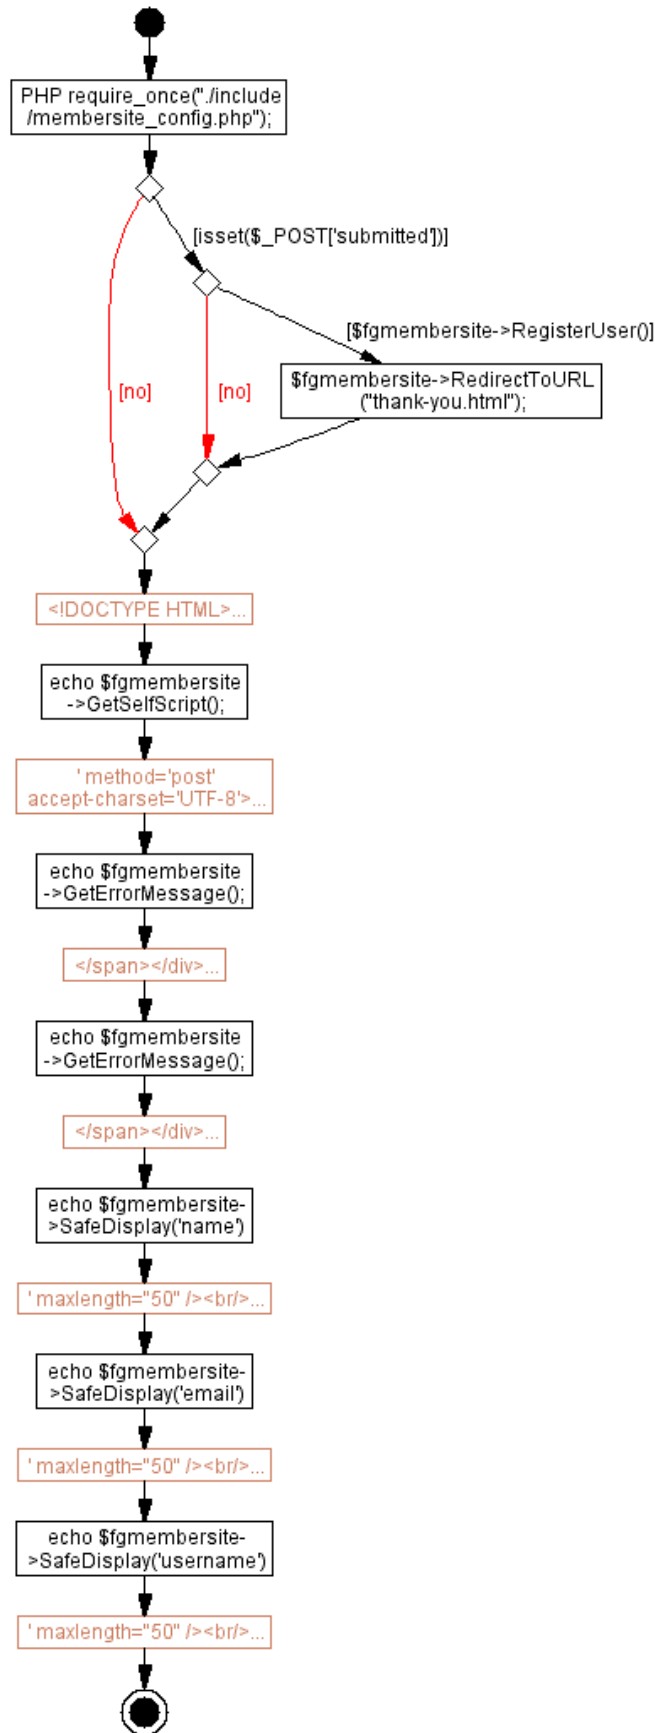 PHP require_once("./include
/membersite_config.php");
[isset($_POST['submitted'])]
[$fgmembersite->RegisterUser()]
[no]
[no]
$fgmembersite->RedirectToURL
("thank-you.html");
<!DOCTYPE HTML>...
echo $fgmembersite
->GetSelfScript();
' method='post'
accept-charset='UTF-8'>...
echo $fgmembersite
->GetErrorMessage();
</span></div>...
echo $fgmembersite
->GetErrorMessage();
</span></div>...
echo $fgmembersite-
>SafeDisplay('name')
' maxlength="50" /><br/>...
echo $fgmembersite-
>SafeDisplay('email')
' maxlength="50" /><br/>...
echo $fgmembersite-
>SafeDisplay('username')
' maxlength="50" /><br/>...